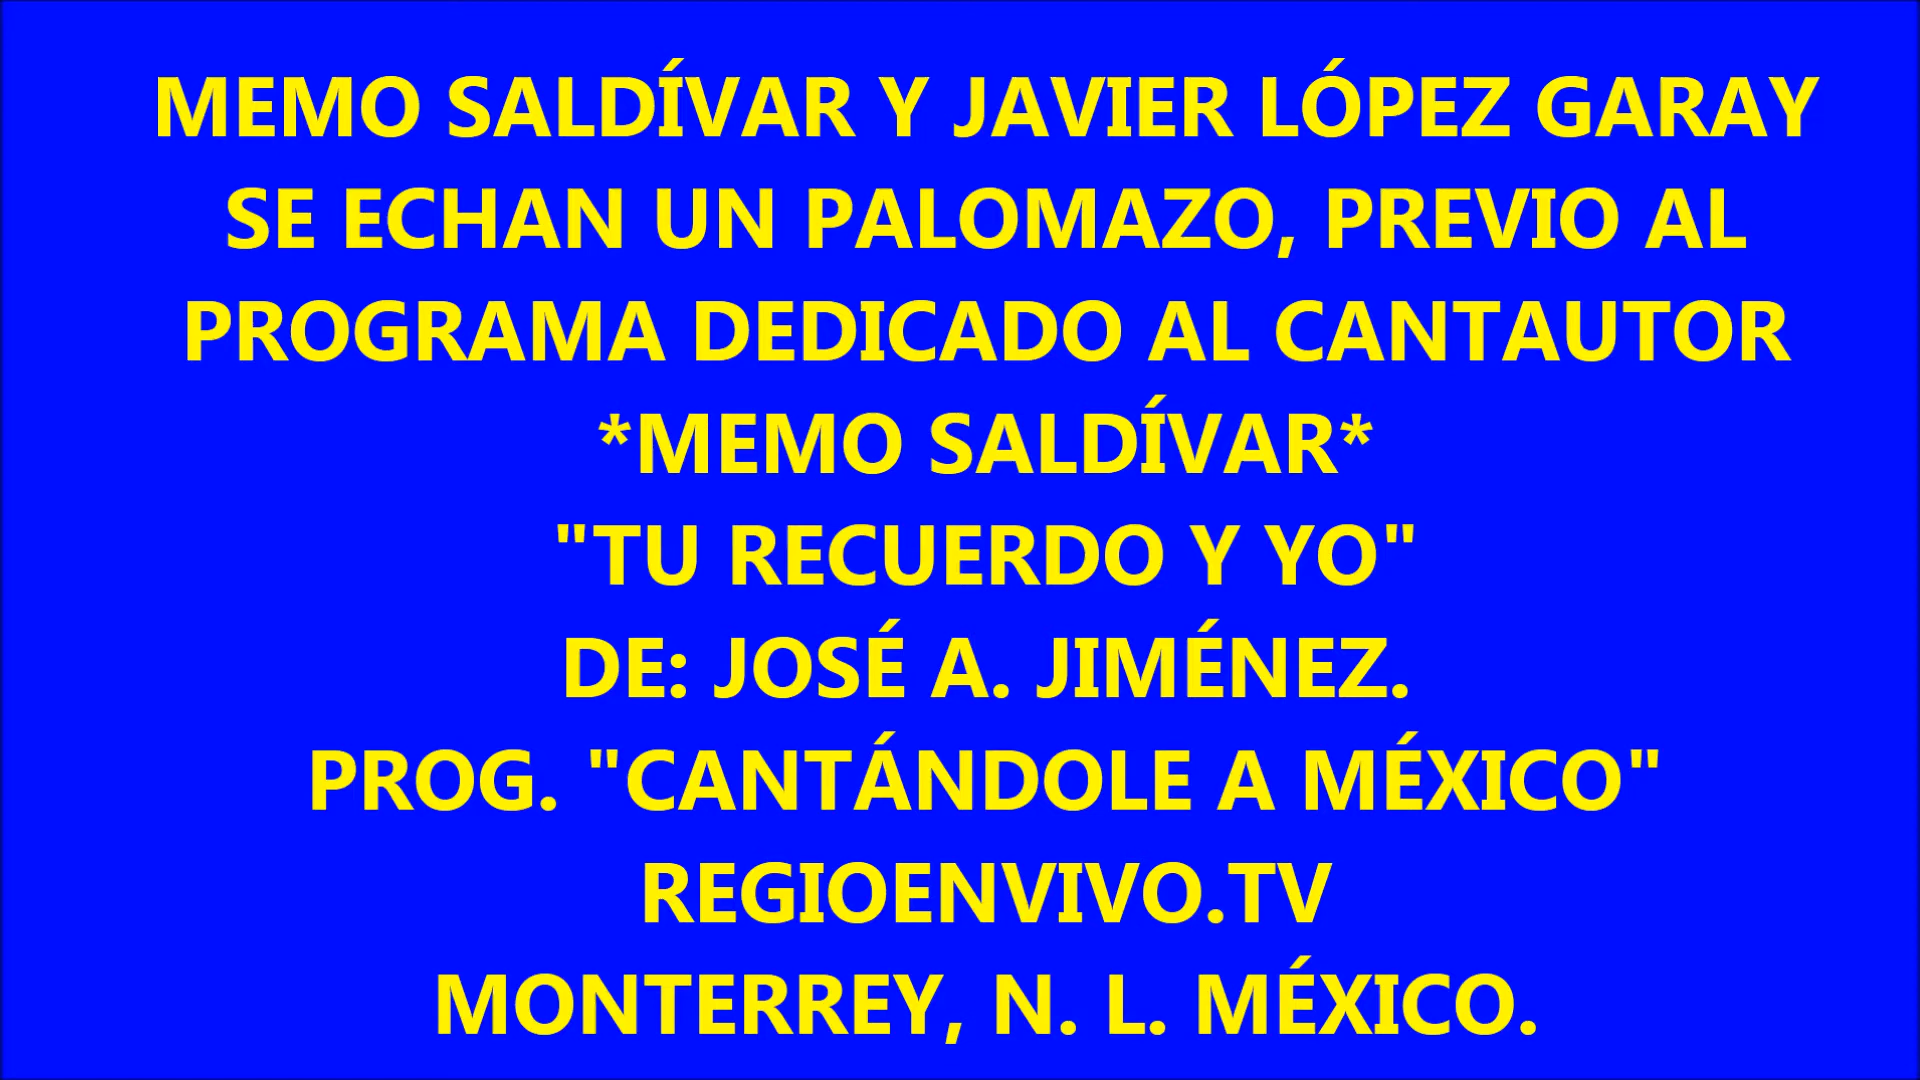 MEMO SALDÍVAR Y JAVIER LÓPEZ GARAY
SE ECHAN UN PALOMAZO, PREVIO AL
PROGRAMA DEDICADO AL CANTAUTOR
*MEMO SALDÍVAR*
"TU RECUERDO Y YO"
DE: JOSÉ A. JIMÉNEZ.
PROG. "CANTÁNDOLE A MÉXICO"
REGIOENVIVO.TV
MONTERREY, N. L. MÉXICO.